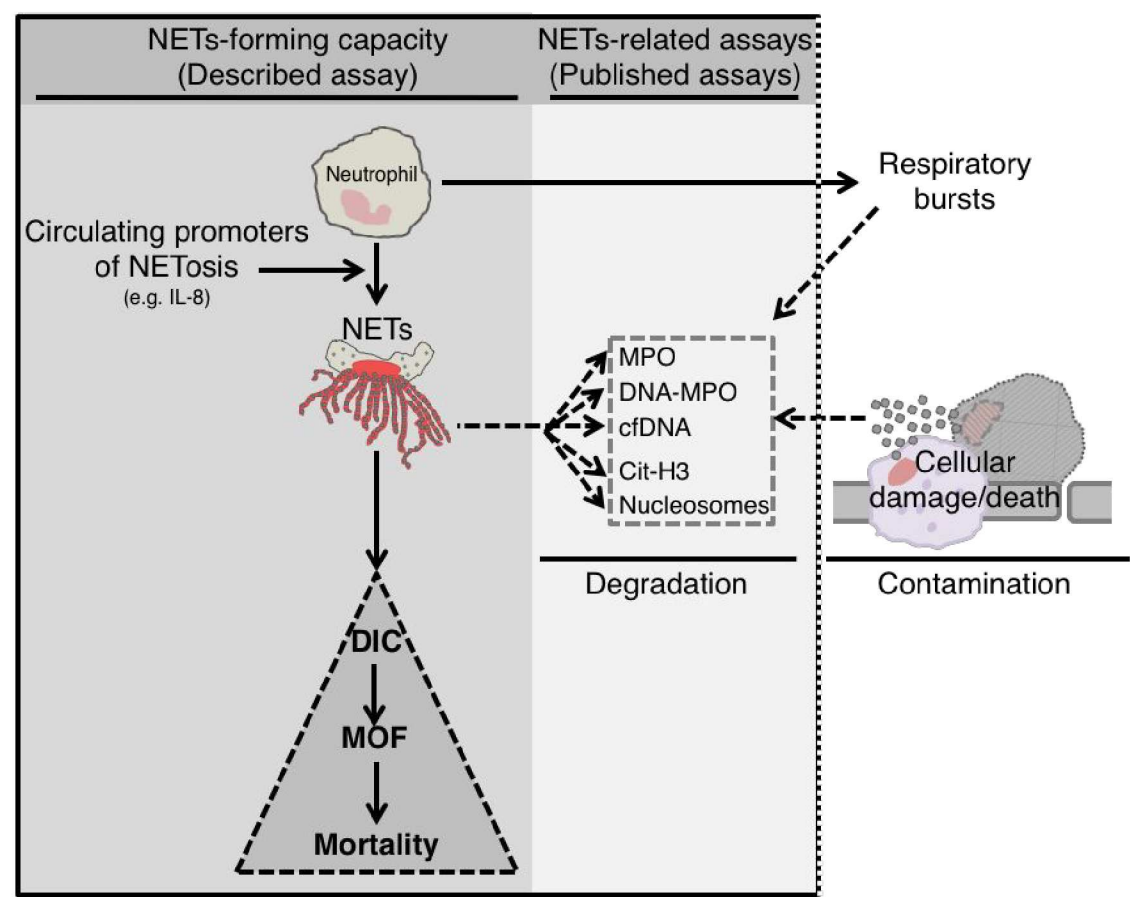 NETs-forming capacity
(Described assay)
NETs-related assays
(Published assays)
Neutrophil
Respiratory
bursts
Circulating promoters
of NETosis
(e.g. IL-8)
NETs
MPO
DNA-MPO
cfDNA
Cit-H3
Nucleosomes
Cellular
damage/death
Degradation
Contamination
DIC
MOF
Mortality